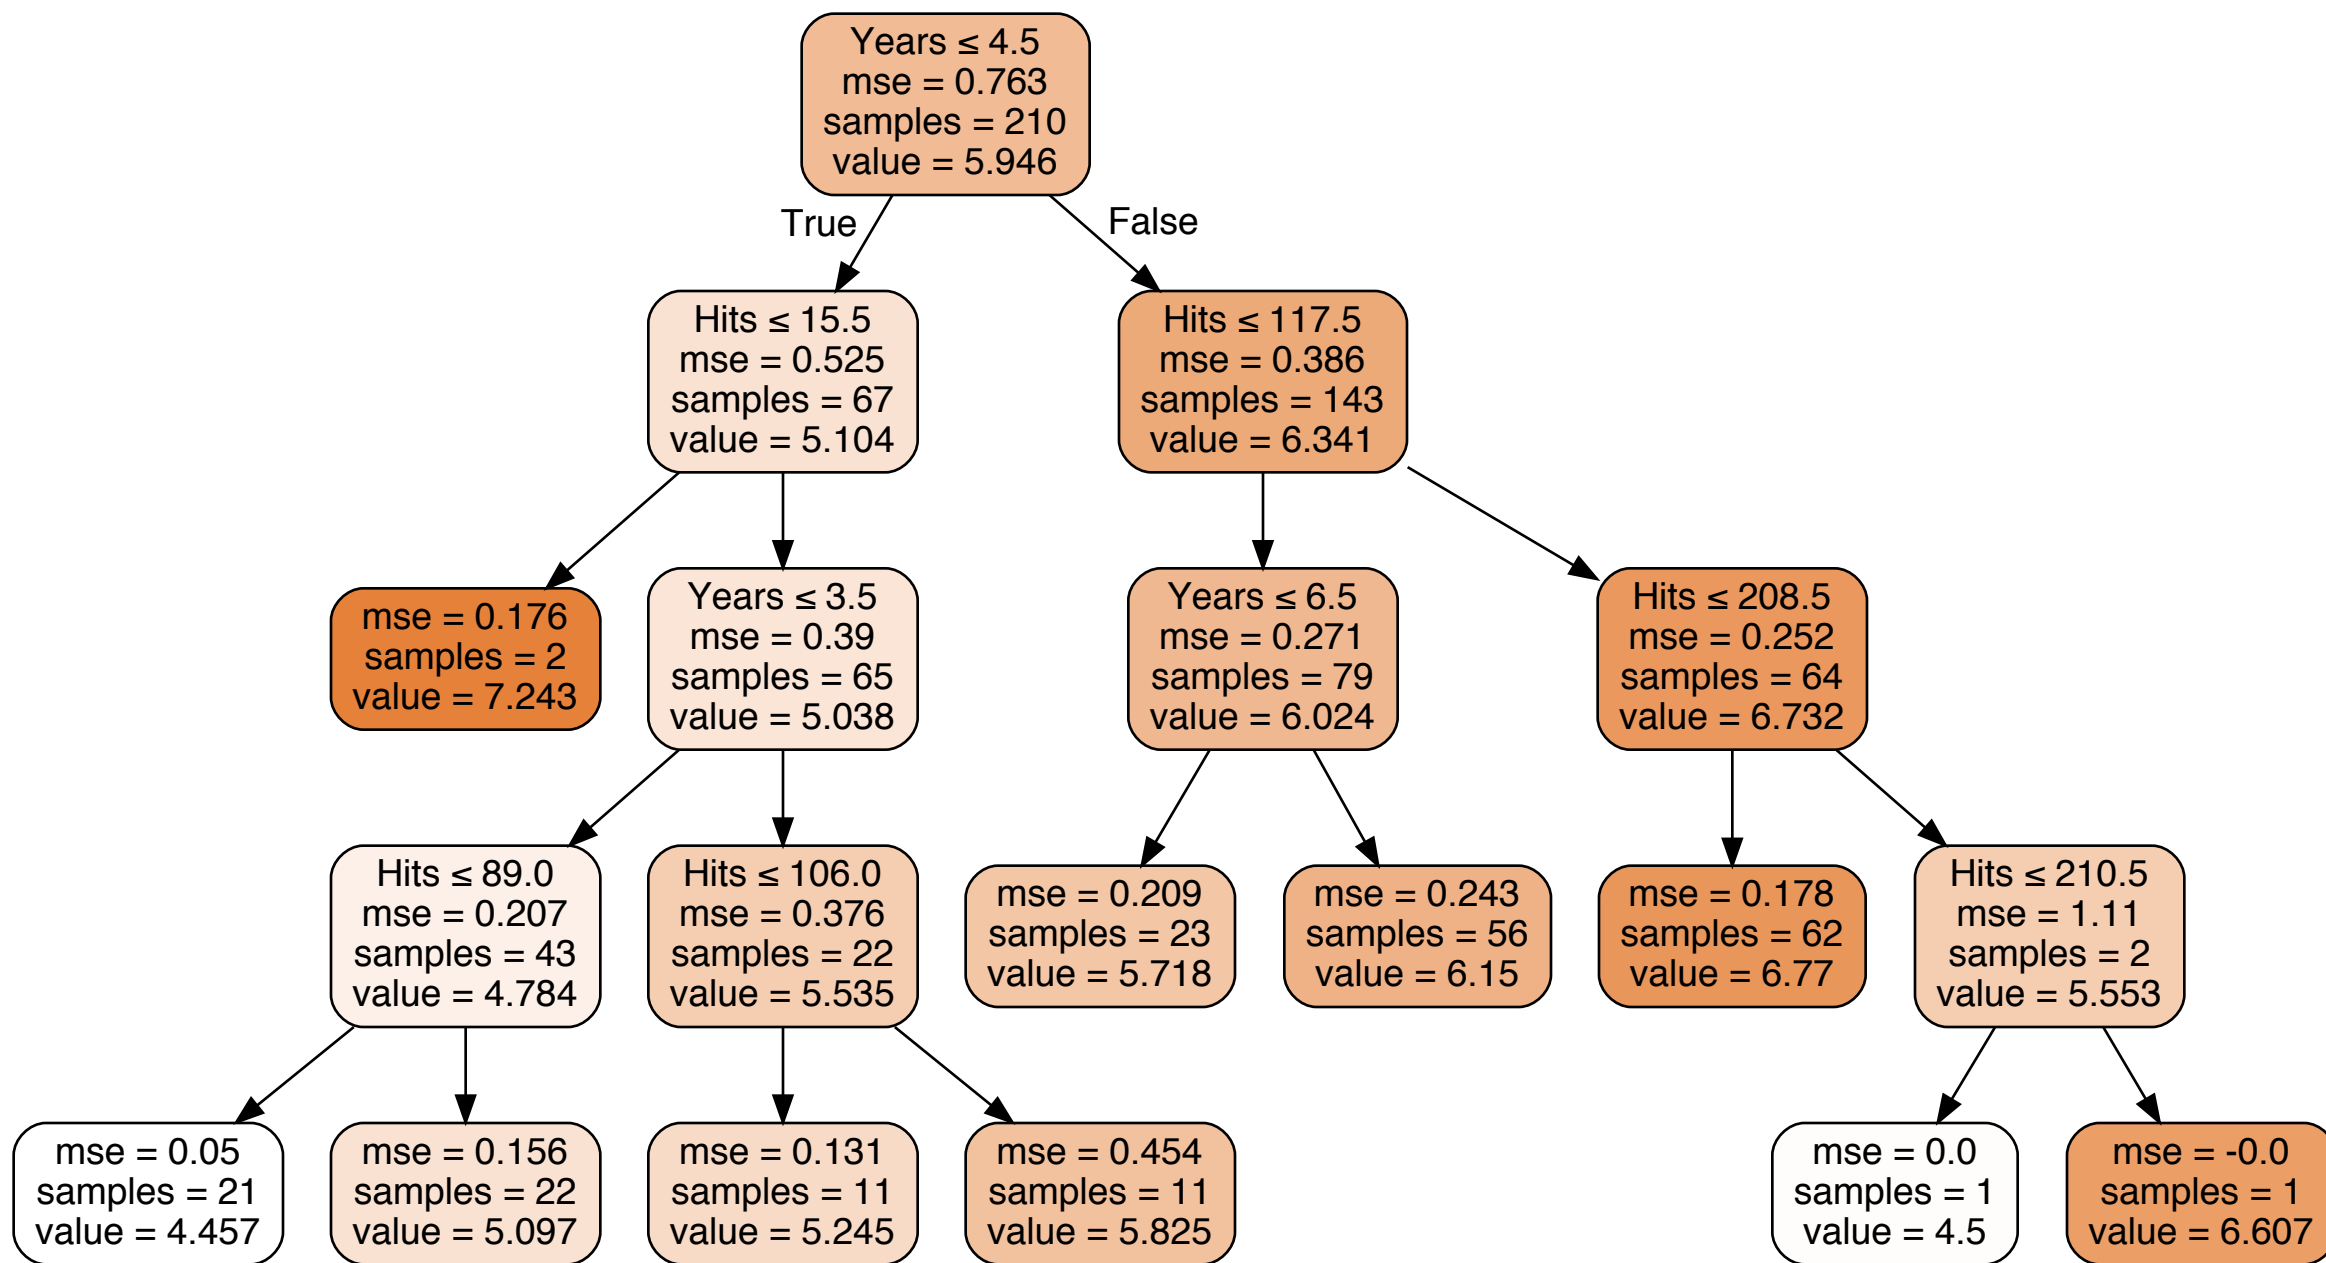 Years ≤ 4.5
mse = 0.763
samples = 210
value = 5.946
True
False
Hits ≤ 15.5
mse = 0.525
samples = 67
value = 5.104
Hits ≤ 117.5
mse = 0.386
samples = 143
value = 6.341
mse = 0.176
samples = 2
value = 7.243
Years ≤ 3.5
mse = 0.39
samples = 65
value = 5.038
Years ≤ 6.5
mse = 0.271
samples = 79
value = 6.024
Hits ≤ 208.5
mse = 0.252
samples = 64
value = 6.732
Hits ≤ 89.0
mse = 0.207
samples = 43
value = 4.784
Hits ≤ 106.0
mse = 0.376
samples = 22
value = 5.535
mse = 0.209
samples = 23
value = 5.718
mse = 0.243
samples = 56
value = 6.15
mse = 0.178
samples = 62
value = 6.77
Hits ≤ 210.5
mse = 1.11
samples = 2
value = 5.553
mse = 0.05
samples = 21
value = 4.457
mse = 0.156
samples = 22
value = 5.097
mse = 0.131
samples = 11
value = 5.245
mse = 0.454
samples = 11
value = 5.825
mse = 0.0
samples = 1
value = 4.5
mse = -0.0
samples = 1
value = 6.607